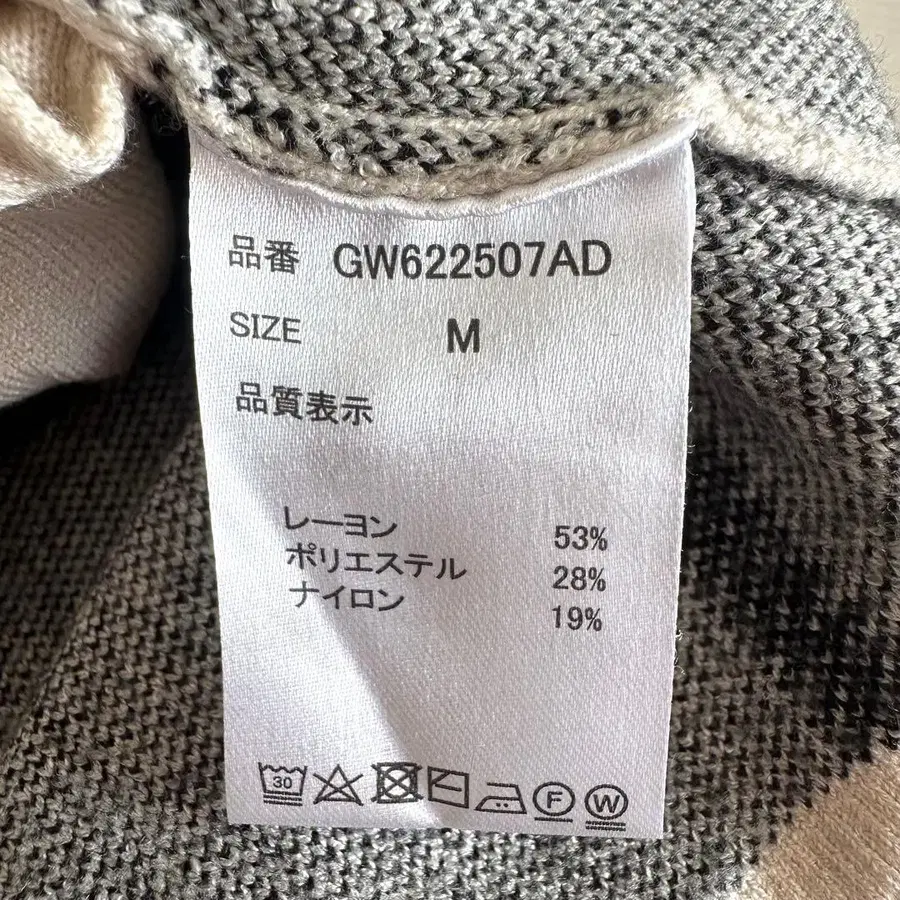 品番 GW622507AD
SIZE M
品質表示
レーヨン 53%
ポリエステル 28%
ナイロン 19%
30 F W